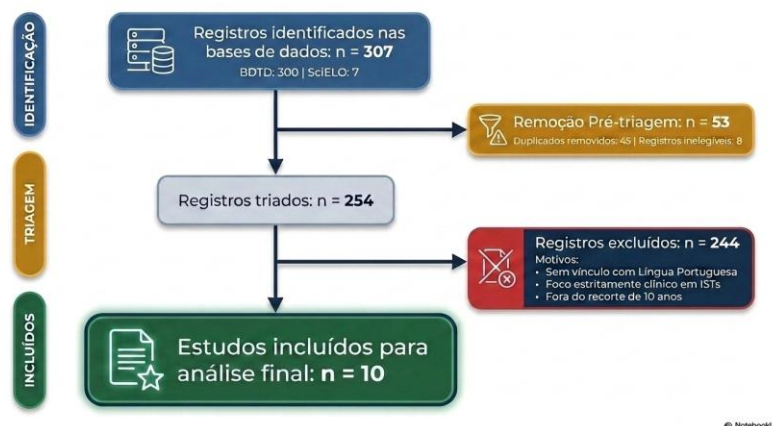 IDENTIFICAÇÃO
Registros identificados nas
bases de dados: n = 307
BDTD: 300 | SciELO: 7
Remoção Pré-triagem: n = 53
Duplicados removidos: 45 | Registros inelegíveis: 8
TRIAGEM
Registros triados: n = 254
Registros excluídos: n = 244
Motivos:
• Sem vínculo com Língua Portuguesa
• Foco estritamente clínico em ISTs
• Fora do recorte de 10 anos
INCLUÍDOS
Estudos incluídos para
análise final: n = 10